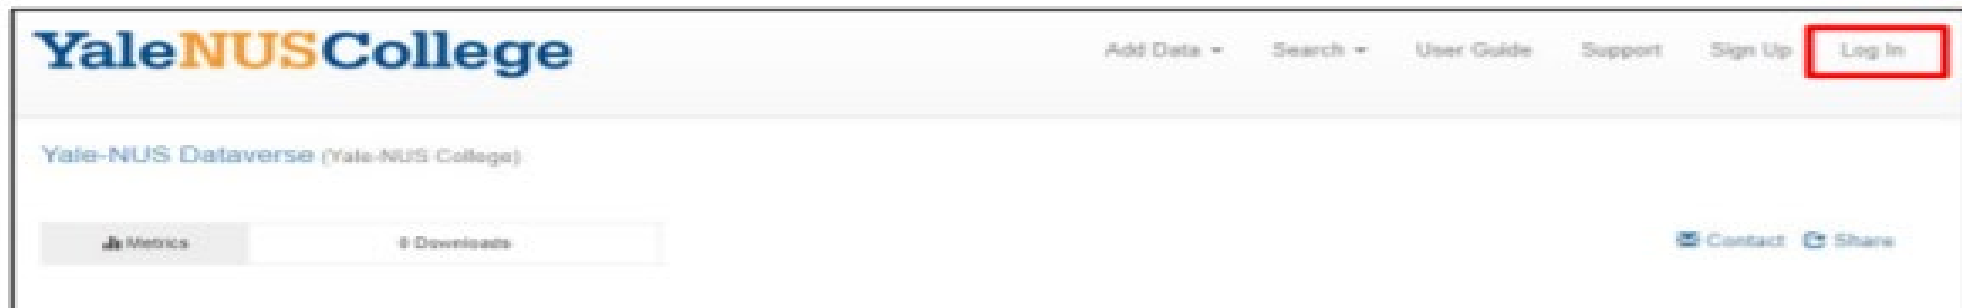 YaleNUSCollege
Add Data Search User Guide Support Sign Up Log In
Yale-NUS Dataverse (Yale-NUS College)
Metrics 0 Downloads Contact Share